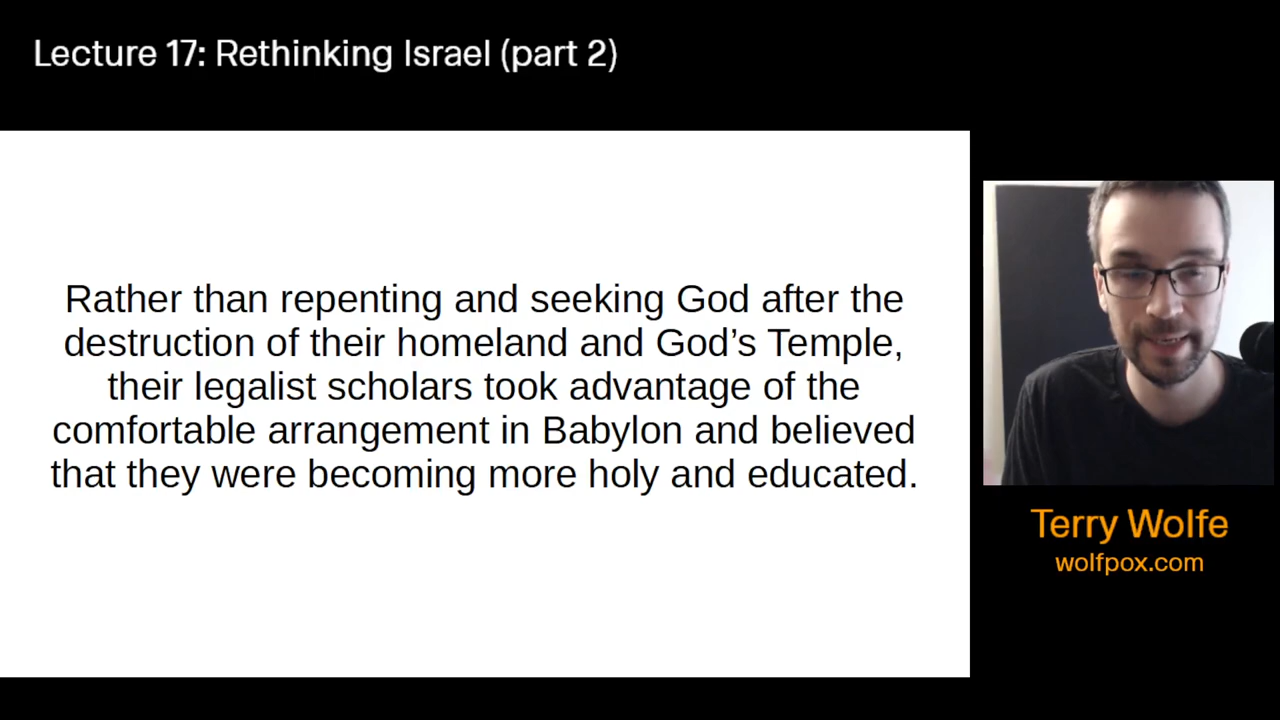 Lecture 17: Rethinking Israel (part 2)
Rather than repenting and seeking God after the
destruction of their homeland and God’s Temple,
their legalist scholars took advantage of the
comfortable arrangement in Babylon and believed
that they were becoming more holy and educated.
Terry Wolfe
wolfpox.com